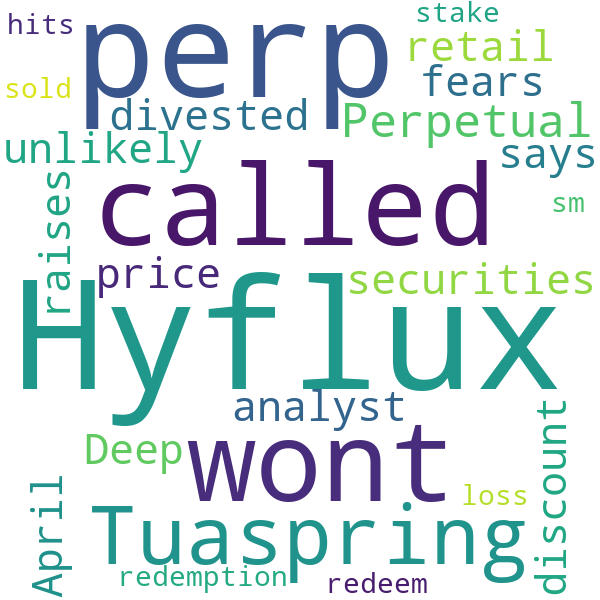 stake
hits
perp
retail
fears
sold
divested
Perpetual
unlikely
says
called
raises
sm
price
securities
Hyflux
analyst
wont
Deep
discount
loss
April
Tuaspring
redemption
redeem